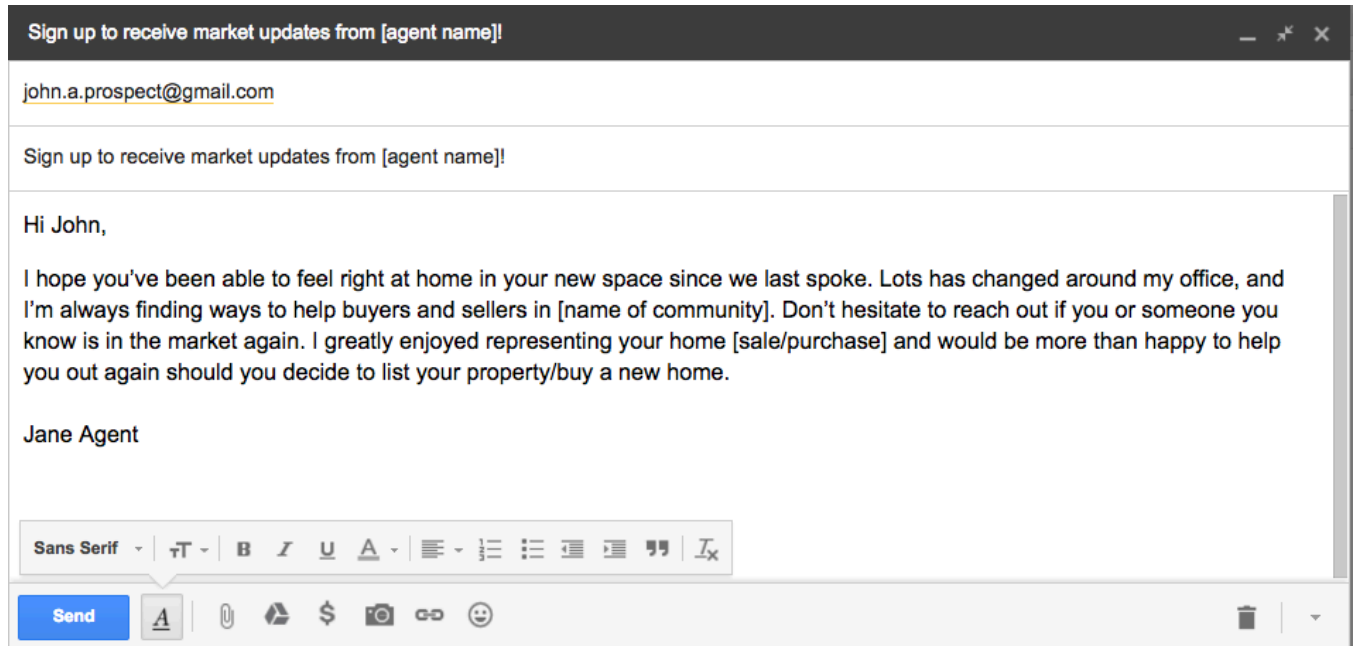 Sign up to receive market updates from [agent name]!
john.a.prospect@gmail.com
Sign up to receive market updates from [agent name]!
Hi John,
I hope you’ve been able to feel right at home in your new space since we last spoke. Lots has changed around my office, and
I’m always finding ways to help buyers and sellers in [name of community]. Don’t hesitate to reach out if you or someone you
know is in the market again. I greatly enjoyed representing your home [sale/purchase] and would be more than happy to help
you out again should you decide to list your property/buy a new home.
Jane Agent
Sans Serif
Send